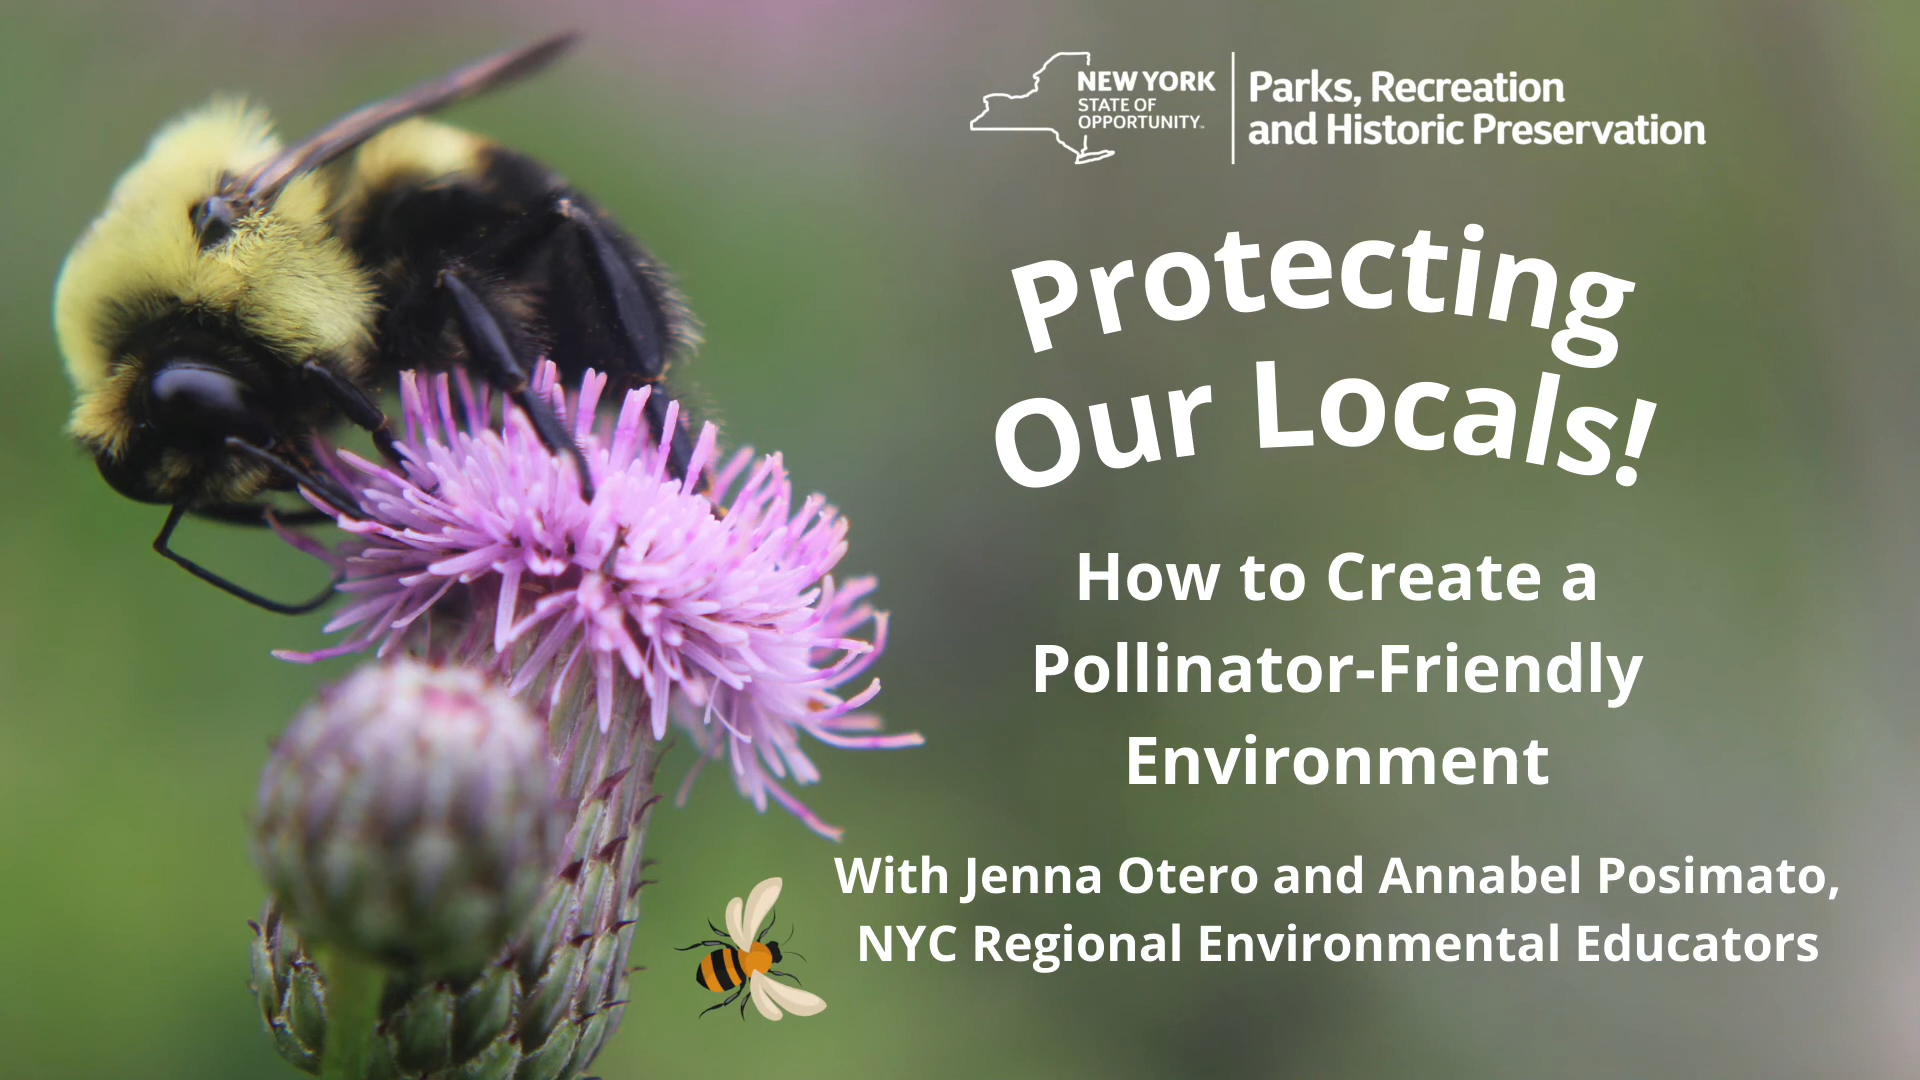 NEW YORK
STATE OF
OPPORTUNITY™
Parks, Recreation
and Historic Preservation
Protecting
Our Locals!
How to Create a
Pollinator-Friendly
Environment
With Jenna Otero and Annabel Posimato,
NYC Regional Environmental Educators